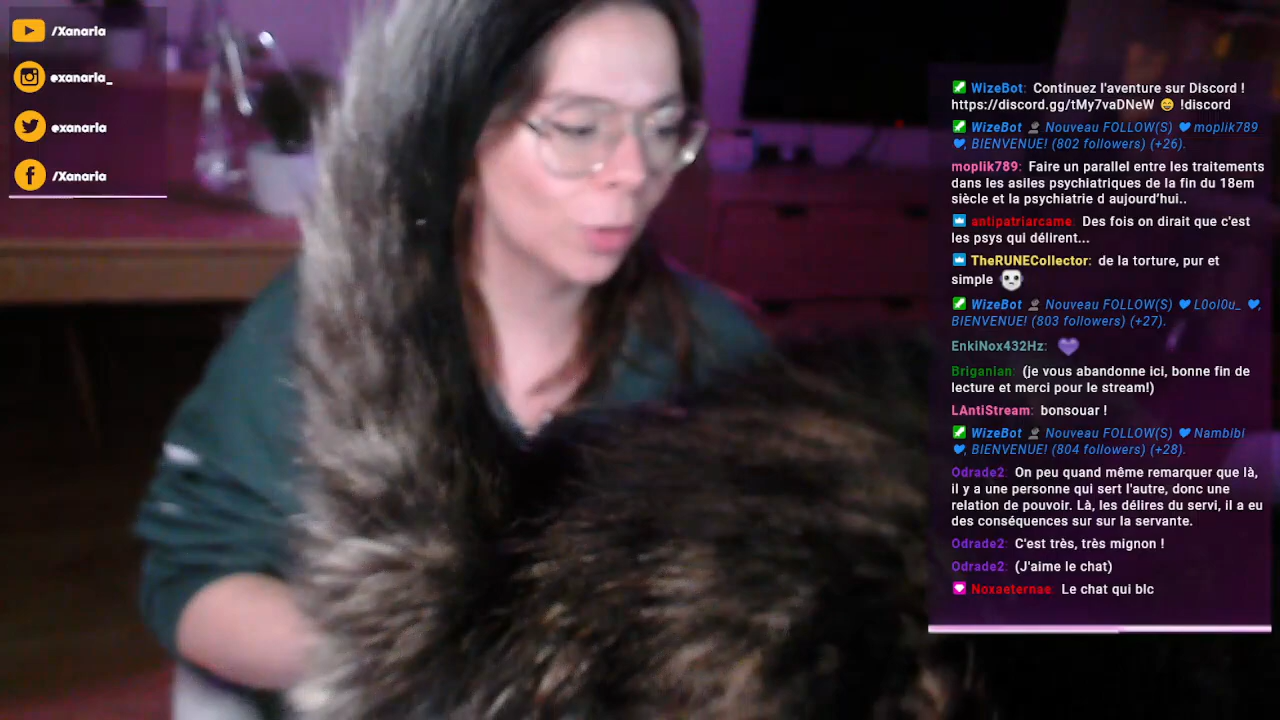 /Xanaria
@xanaria_
@xanaria
/Xanaria
WizeBot: Continuez l'aventure sur Discord !
https://discord.gg/tMy7vaDNeW 😄 !discord
WizeBot Nouveau FOLLOW(S) 💙 moplik789
💙, BIENVENUE! (802 followers) (+26).
moplik789: Faire un parallel entre les traitements
dans les asiles psychiatriques de la fin du 18em
siècle et la psychiatrie d aujourd'hui..
antipatriarcame: Des fois on dirait que c'est
les psys qui délirent...
TheRUNECollector: de la torture, pur et
simple
WizeBot Nouveau FOLLOW(S) 💙 L0ol0u_ 💙,
BIENVENUE! (803 followers) (+27).
EnkiNox432Hz: 💜
Briganian: (je vous abandonne ici, bonne fin de
lecture et merci pour le stream!)
LAntiStream: bonsouar !
WizeBot Nouveau FOLLOW(S) 💙 Nambibi
💙, BIENVENUE! (804 followers) (+28).
Odrade2: On peu quand même remarquer que là,
il y a une personne qui sert l'autre, donc une
relation de pouvoir. Là, les délires du servi, il a eu
des conséquences sur sur la servante.
Odrade2: C'est très, très mignon !
Odrade2: (J'aime le chat)
Noxaeternae: Le chat qui blc